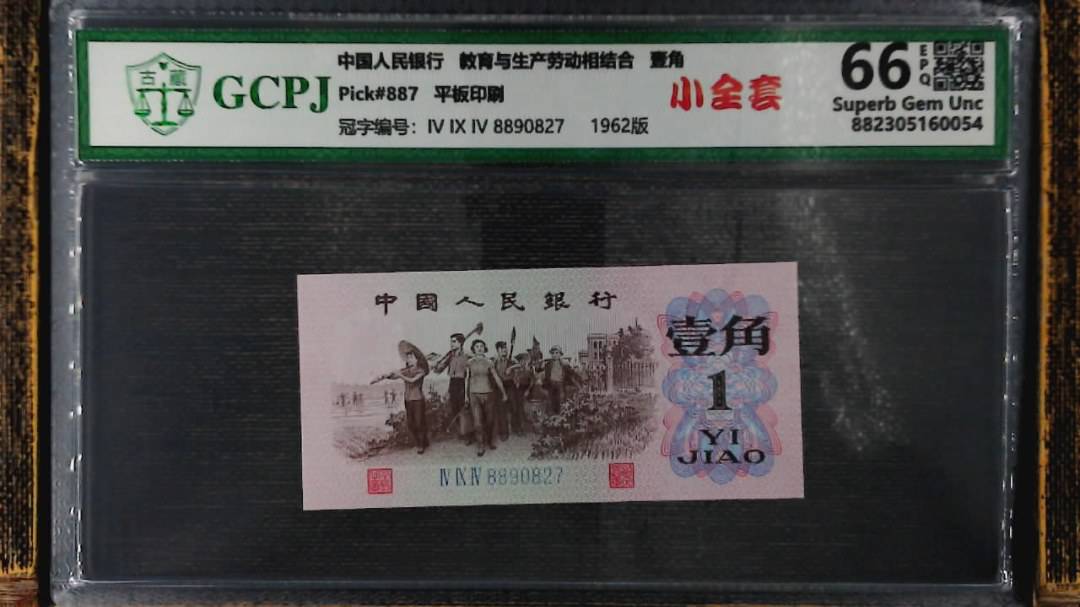 古龍
GCPJ
中国人民银行 教育与生产劳动相结合 壹角
Pick#887 平板印刷
冠字编号：IV IX IV 8890827 1962版
小全套
66 EPQ
Superb Gem Unc
882305160054
中國人民銀行
壹角
1
YI
JIAO
IV IX IV 8890827